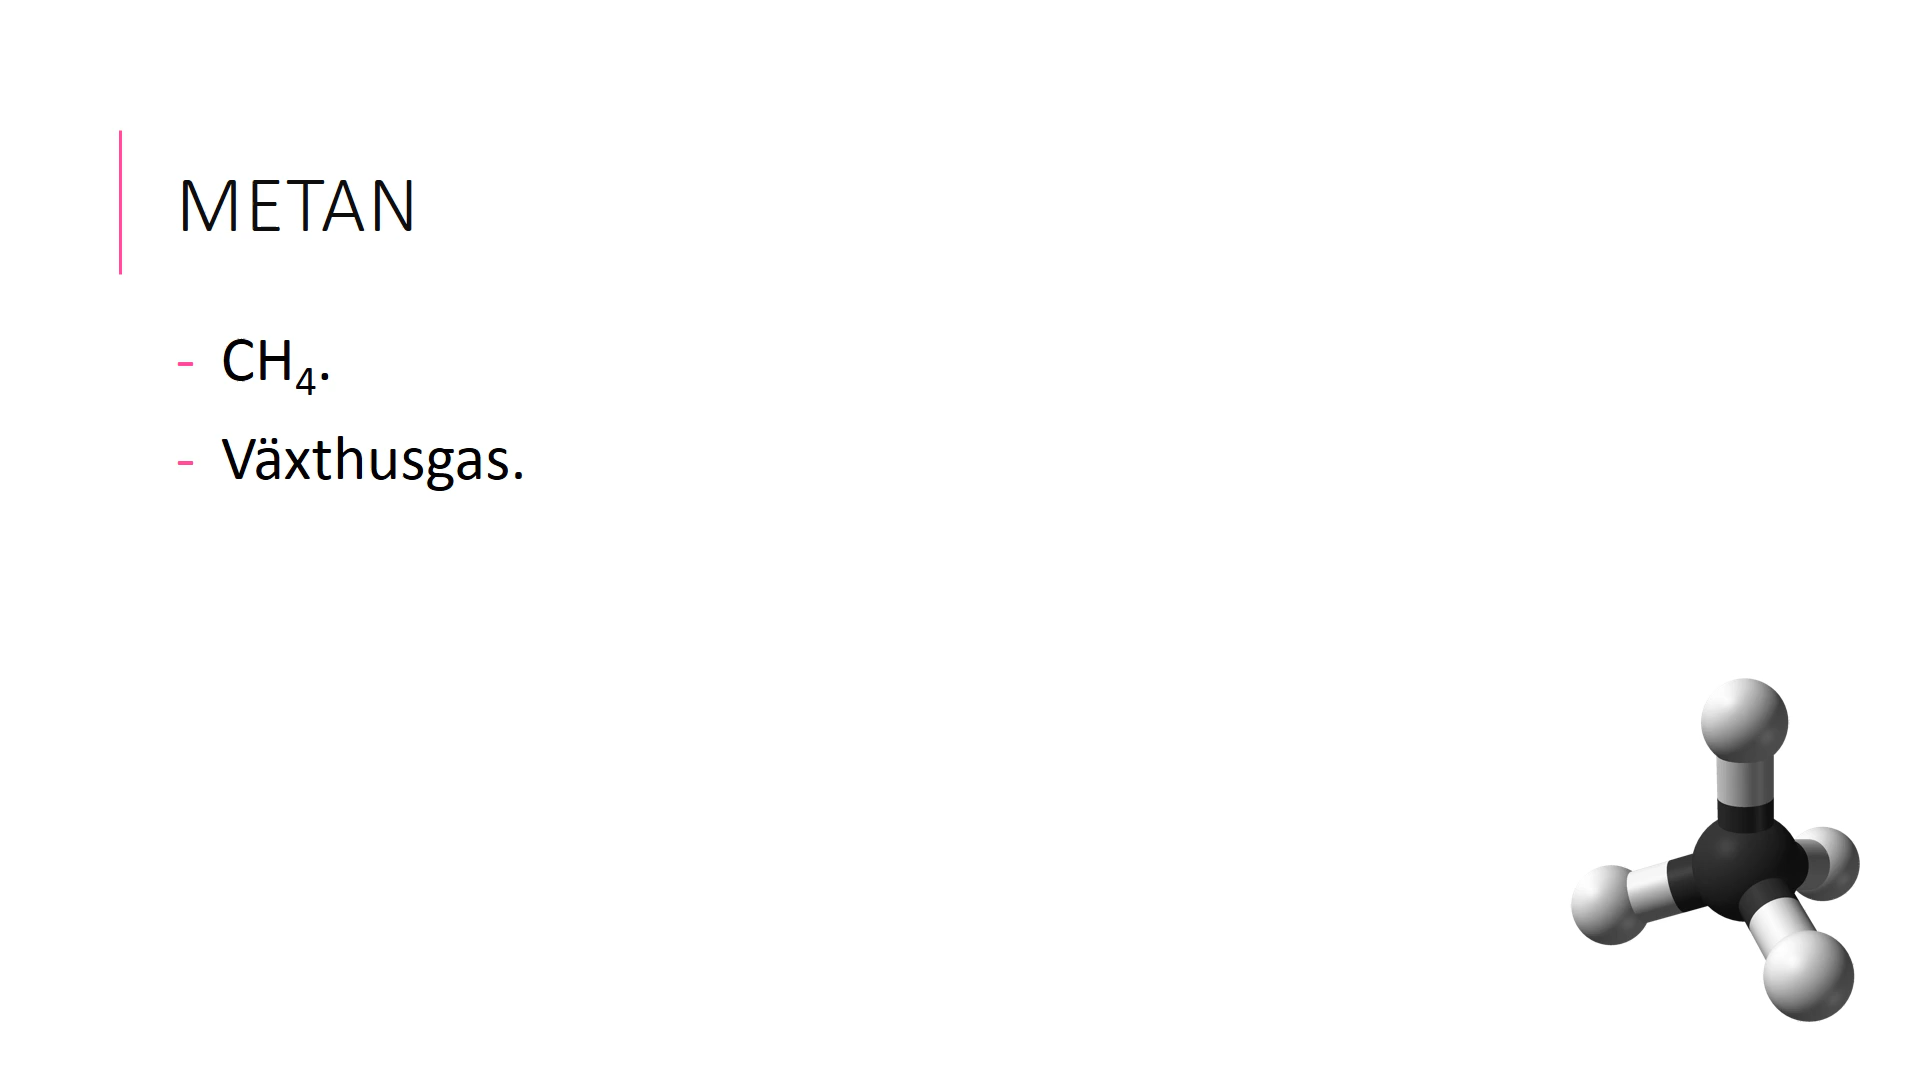 METAN
- CH₄.
- Växthusgas.